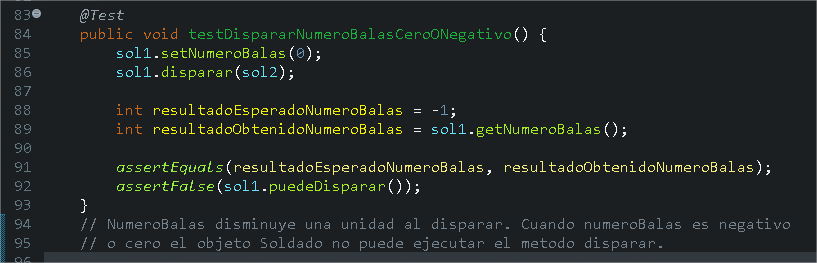 83 @Test
84 public void testDispararNumeroBalasCeroONegativo() {
85 sol1.setNumeroBalas(0);
86 sol1.disparar(sol2);
87
88 int resultadoEsperadoNumeroBalas = -1;
89 int resultadoObtenidoNumeroBalas = sol1.getNumeroBalas();
90
91 assertEquals(resultadoEsperadoNumeroBalas, resultadoObtenidoNumeroBalas);
92 assertFalse(sol1.puedeDisparar());
93 }
94 // NumeroBalas disminuye una unidad al disparar. Cuando numeroBalas es negativo
95 // o cero el objeto Soldado no puede ejecutar el metodo disparar.
96